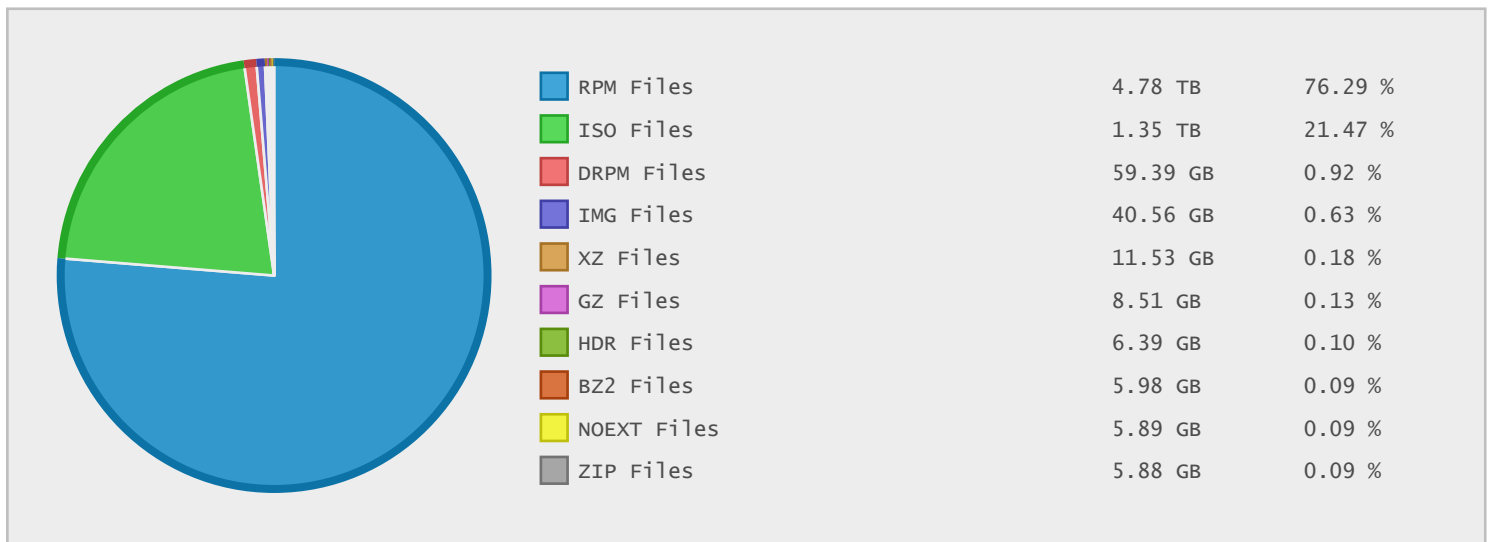 RPM Files 4.78 TB 76.29 %
ISO Files 1.35 TB 21.47 %
DRPM Files 59.39 GB 0.92 %
IMG Files 40.56 GB 0.63 %
XZ Files 11.53 GB 0.18 %
GZ Files 8.51 GB 0.13 %
HDR Files 6.39 GB 0.10 %
BZ2 Files 5.98 GB 0.09 %
NOEXT Files 5.89 GB 0.09 %
ZIP Files 5.88 GB 0.09 %